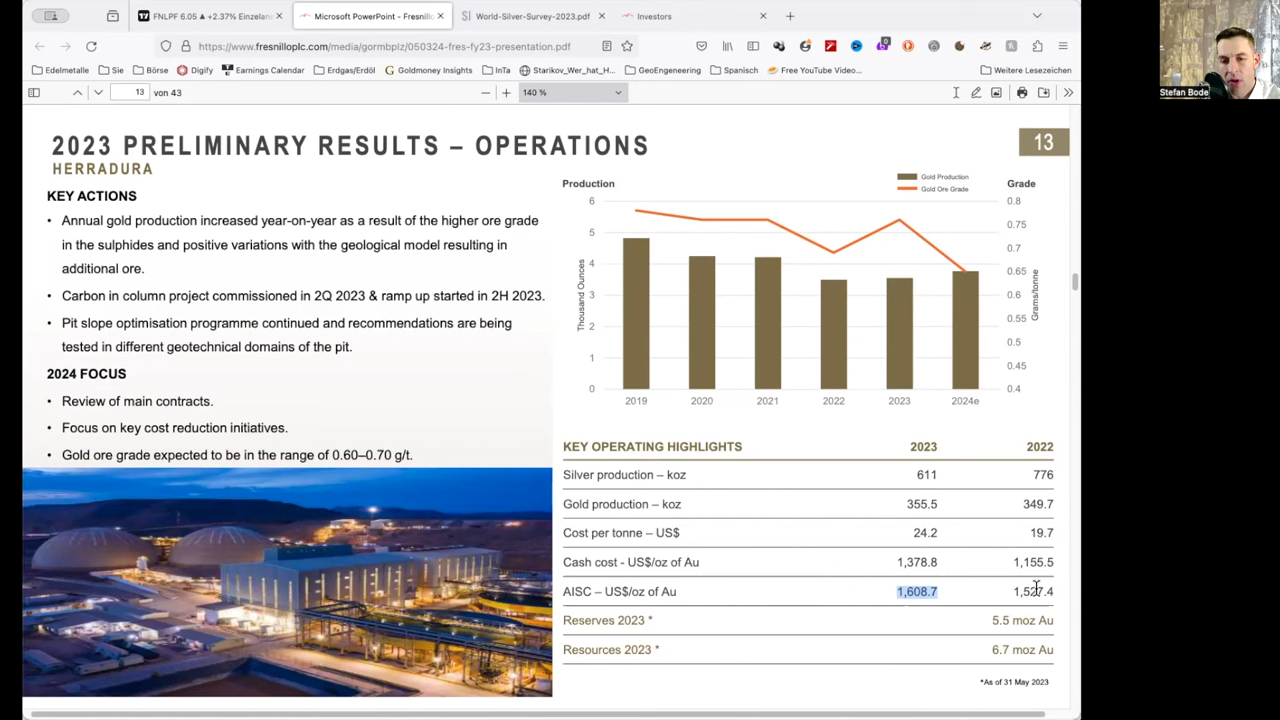 FNLPF 6.05 ▲ +2.37% Einzelans
Microsoft PowerPoint - Fresnillo
World-Silver-Survey-2023.pdf
Investors
https://www.fresnilloplc.com/media/gormbplz/050324-fres-fy23-presentation.pdf
Edelmetalle
Sie
Börse
Digify
Earnings Calendar
Erdgas/Erdöl
Goldmoney Insights
InTa
Starikov_Wer_hat_H...
GeoEngeneering
Spanisch
Free YouTube Video...
Weitere Lesezeichen
13 von 43
140 %
Stefan Bode
2023 PRELIMINARY RESULTS – OPERATIONS
13
HERRADURA
KEY ACTIONS
• Annual gold production increased year-on-year as a result of the higher ore grade
in the sulphides and positive variations with the geological model resulting in
additional ore.
• Carbon in column project commissioned in 2Q 2023 & ramp up started in 2H 2023.
• Pit slope optimisation programme continued and recommendations are being
tested in different geotechnical domains of the pit.
2024 FOCUS
• Review of main contracts.
• Focus on key cost reduction initiatives.
• Gold ore grade expected to be in the range of 0.60–0.70 g/t.
Production
Gold Production
Gold Ore Grade
Grade
6
5
4
3
2
1
0
Thousand Ounces
0.8
0.75
0.7
0.65
0.6
0.55
0.5
0.45
0.4
Grams/tonne
2019 2020 2021 2022 2023 2024e
KEY OPERATING HIGHLIGHTS 2023 2022
Silver production – koz 611 776
Gold production – koz 355.5 349.7
Cost per tonne – US$ 24.2 19.7
Cash cost - US$/oz of Au 1,378.8 1,155.5
AISC – US$/oz of Au 1,608.7 1,527.4
Reserves 2023 * 5.5 moz Au
Resources 2023 * 6.7 moz Au
*As of 31 May 2023